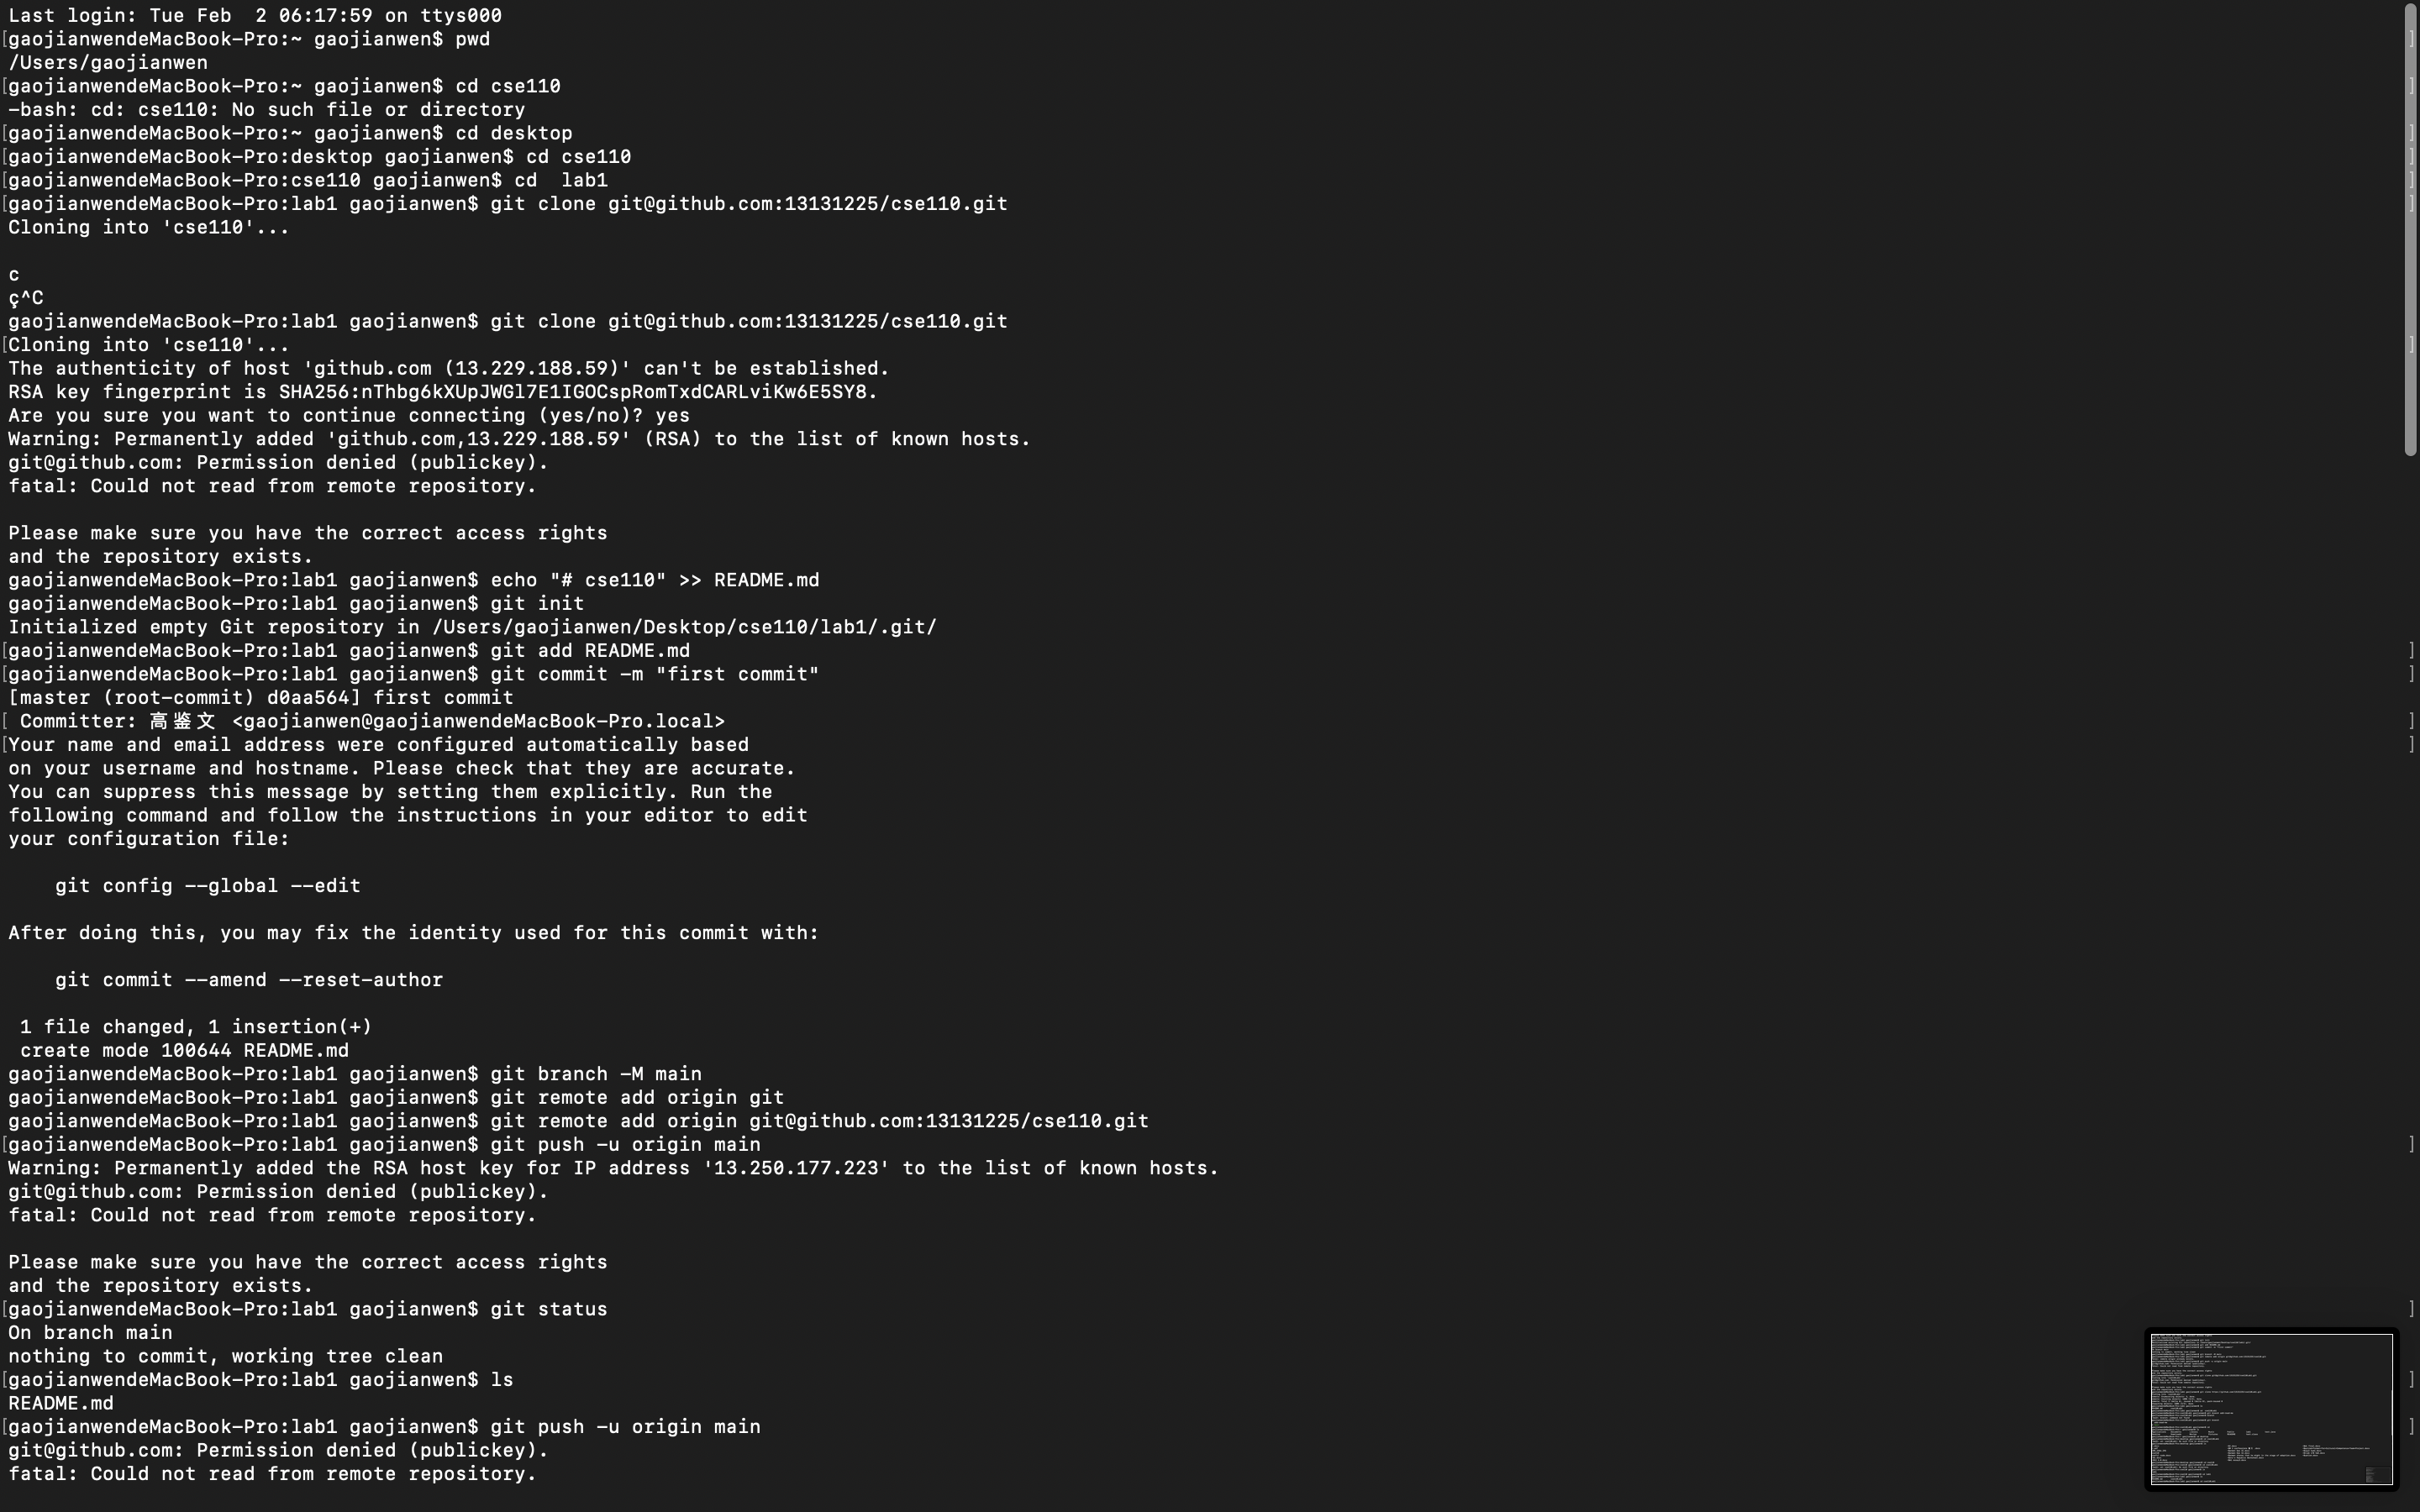 Last login: Tue Feb  2 06:17:59 on ttys000
[gaojianwendeMacBook-Pro:~ gaojianwen$ pwd ]
/Users/gaojianwen
[gaojianwendeMacBook-Pro:~ gaojianwen$ cd cse110 ]
-bash: cd: cse110: No such file or directory
[gaojianwendeMacBook-Pro:~ gaojianwen$ cd desktop ]
[gaojianwendeMacBook-Pro:desktop gaojianwen$ cd cse110 ]
[gaojianwendeMacBook-Pro:cse110 gaojianwen$ cd  lab1 ]
[gaojianwendeMacBook-Pro:lab1 gaojianwen$ git clone git@github.com:13131225/cse110.git ]
Cloning into 'cse110'...
c
ç^C
gaojianwendeMacBook-Pro:lab1 gaojianwen$ git clone git@github.com:13131225/cse110.git
[Cloning into 'cse110'... ]
The authenticity of host 'github.com (13.229.188.59)' can't be established.
RSA key fingerprint is SHA256:nThbg6kXUpJWGl7E1IGOCspRomTxdCARLviKw6E5SY8.
Are you sure you want to continue connecting (yes/no)? yes
Warning: Permanently added 'github.com,13.229.188.59' (RSA) to the list of known hosts.
git@github.com: Permission denied (publickey).
fatal: Could not read from remote repository.
Please make sure you have the correct access rights
and the repository exists.
gaojianwendeMacBook-Pro:lab1 gaojianwen$ echo "# cse110" >> README.md
gaojianwendeMacBook-Pro:lab1 gaojianwen$ git init
Initialized empty Git repository in /Users/gaojianwen/Desktop/cse110/lab1/.git/
[gaojianwendeMacBook-Pro:lab1 gaojianwen$ git add README.md ]
[gaojianwendeMacBook-Pro:lab1 gaojianwen$ git commit -m "first commit" ]
[master (root-commit) d0aa564] first commit
[ Committer: 高鉴文 <gaojianwen@gaojianwendeMacBook-Pro.local> ]
[Your name and email address were configured automatically based ]
on your username and hostname. Please check that they are accurate.
You can suppress this message by setting them explicitly. Run the
following command and follow the instructions in your editor to edit
your configuration file:
    git config --global --edit
After doing this, you may fix the identity used for this commit with:
    git commit --amend --reset-author
 1 file changed, 1 insertion(+)
 create mode 100644 README.md
gaojianwendeMacBook-Pro:lab1 gaojianwen$ git branch -M main
gaojianwendeMacBook-Pro:lab1 gaojianwen$ git remote add origin git
gaojianwendeMacBook-Pro:lab1 gaojianwen$ git remote add origin git@github.com:13131225/cse110.git
[gaojianwendeMacBook-Pro:lab1 gaojianwen$ git push -u origin main ]
Warning: Permanently added the RSA host key for IP address '13.250.177.223' to the list of known hosts.
git@github.com: Permission denied (publickey).
fatal: Could not read from remote repository.
Please make sure you have the correct access rights
and the repository exists.
[gaojianwendeMacBook-Pro:lab1 gaojianwen$ git status ]
On branch main
nothing to commit, working tree clean
[gaojianwendeMacBook-Pro:lab1 gaojianwen$ ls ]
README.md
[gaojianwendeMacBook-Pro:lab1 gaojianwen$ git push -u origin main ]
git@github.com: Permission denied (publickey).
fatal: Could not read from remote repository.